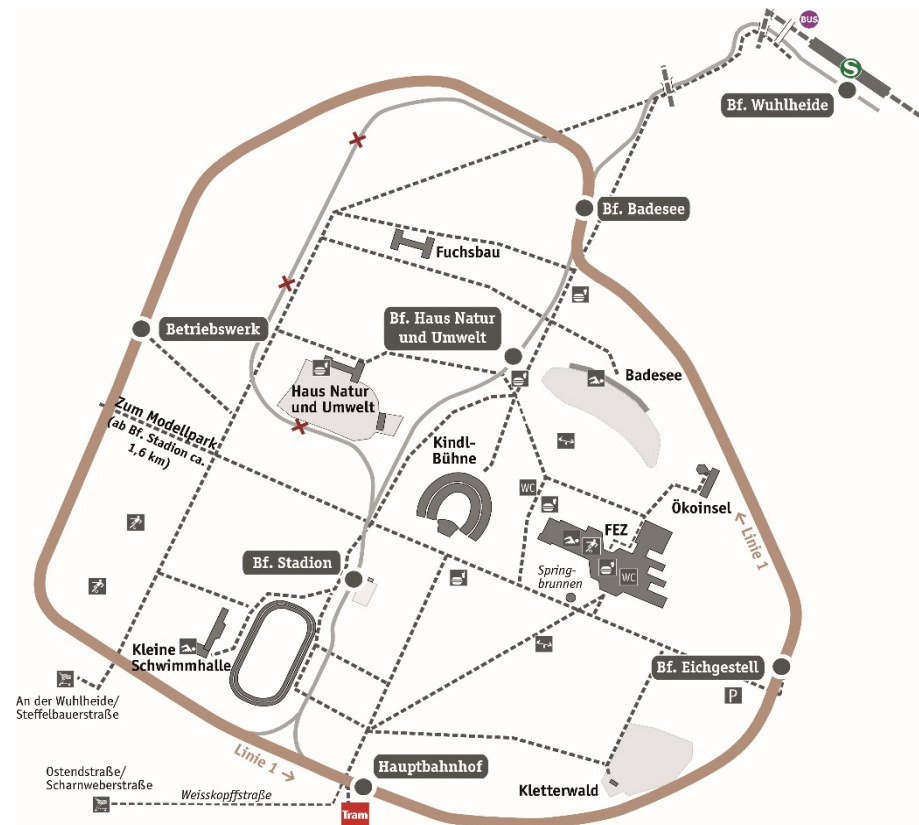 BUS
S
Bf. Wuhlheide
Bf. Badesee
Fuchsbau
Bf. Haus Natur
und Umwelt
Betriebswerk
Badesee
Haus Natur
und Umwelt
Zum Modellpark
(ab Bf. Stadion ca.
1,6 km)
Kindl-
Bühne
WC
Ökoinsel
FEZ
Linie 1
Bf. Stadion
Spring-
brunnen
WC
Kleine
Schwimmhalle
Bf. Eichgestell
P
An der Wuhlheide/
Steffelbauerstraße
Linie 1
Hauptbahnhof
Ostendstraße/
Scharnweberstraße
Weisskopffstraße
Kletterwald
Tram